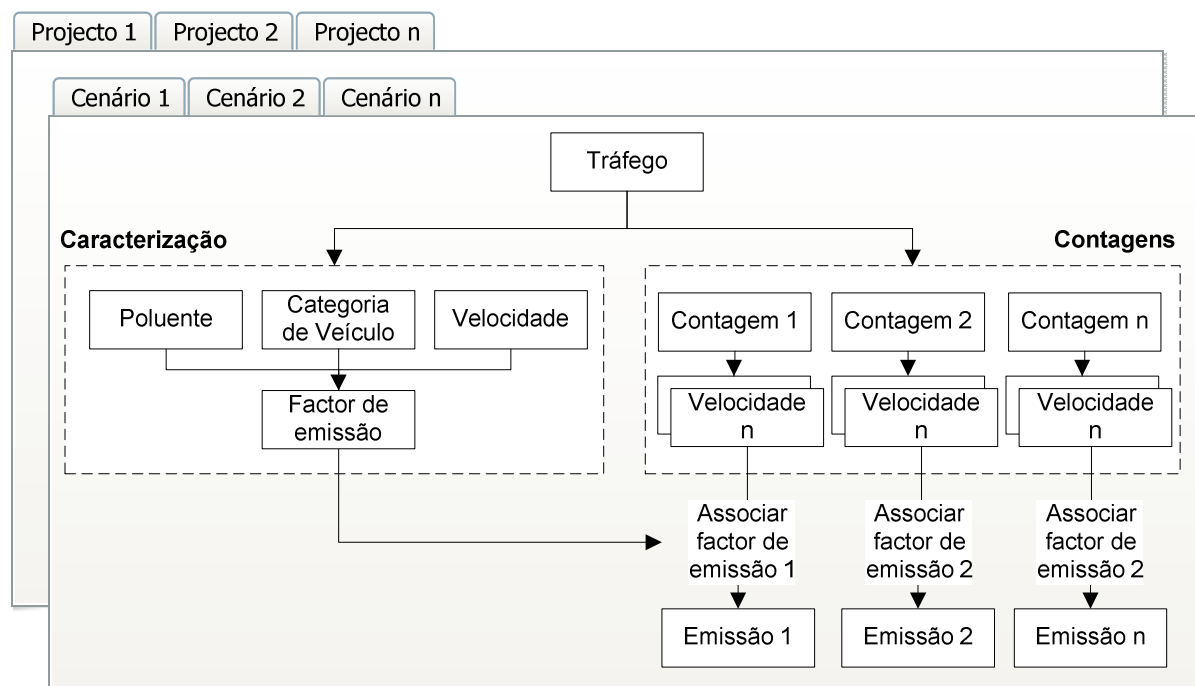 Projecto 1
Projecto 2
Projecto n
Cenário 1
Cenário 2
Cenário n
Tráfego
Caracterização
Contagens
Poluente
Categoria
de Veículo
Velocidade
Factor de
emissão
Contagem 1
Contagem 2
Contagem n
Velocidade
n
Velocidade
n
Velocidade
n
Associar
factor de
emissão 1
Associar
factor de
emissão 2
Associar
factor de
emissão 2
Emissão 1
Emissão 2
Emissão n